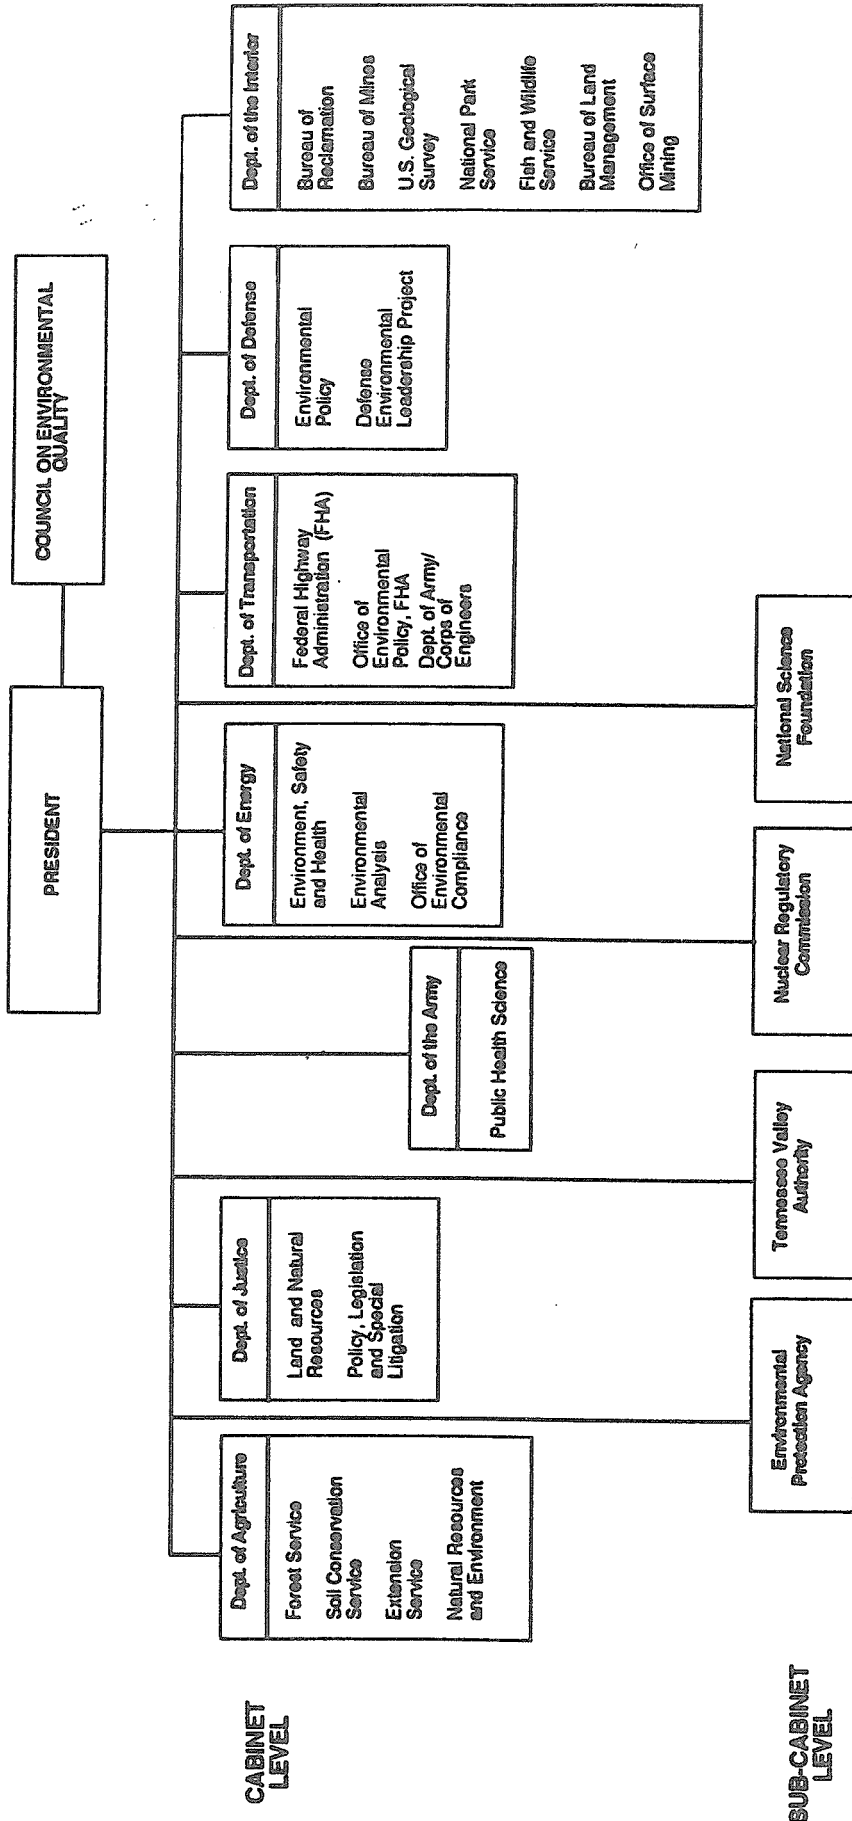 PRESIDENT
COUNCIL ON ENVIRONMENTAL
QUALITY
CABINET
LEVEL
Dept. of Agriculture
Forest Service
Soil Conservation
Service
Extension
Service
Natural Resources
and Environment
Dept. of Justice
Land and Natural
Resources
Policy, Legislation
and Special
Litigation
Dept. of the Army
Public Health Science
Dept. of Energy
Environment, Safety
and Health
Environmental
Analysis
Office of
Environmental
Compliance
Dept. of Transportation
Federal Highway
Administration (FHA)
Office of
Environmental
Policy, FHA
Dept. of Army/
Corps of
Engineers
Dept. of Defense
Environmental
Policy
Defense
Environmental
Leadership Project
Dept. of the Interior
Bureau of
Reclamation
Bureau of Mines
U.S. Geological
Survey
National Park
Service
Fish and Wildlife
Service
Bureau of Land
Management
Office of Surface
Mining
SUB-CABINET
LEVEL
Environmental
Protection Agency
Tennessee Valley
Authority
Nuclear Regulatory
Commission
National Science
Foundation